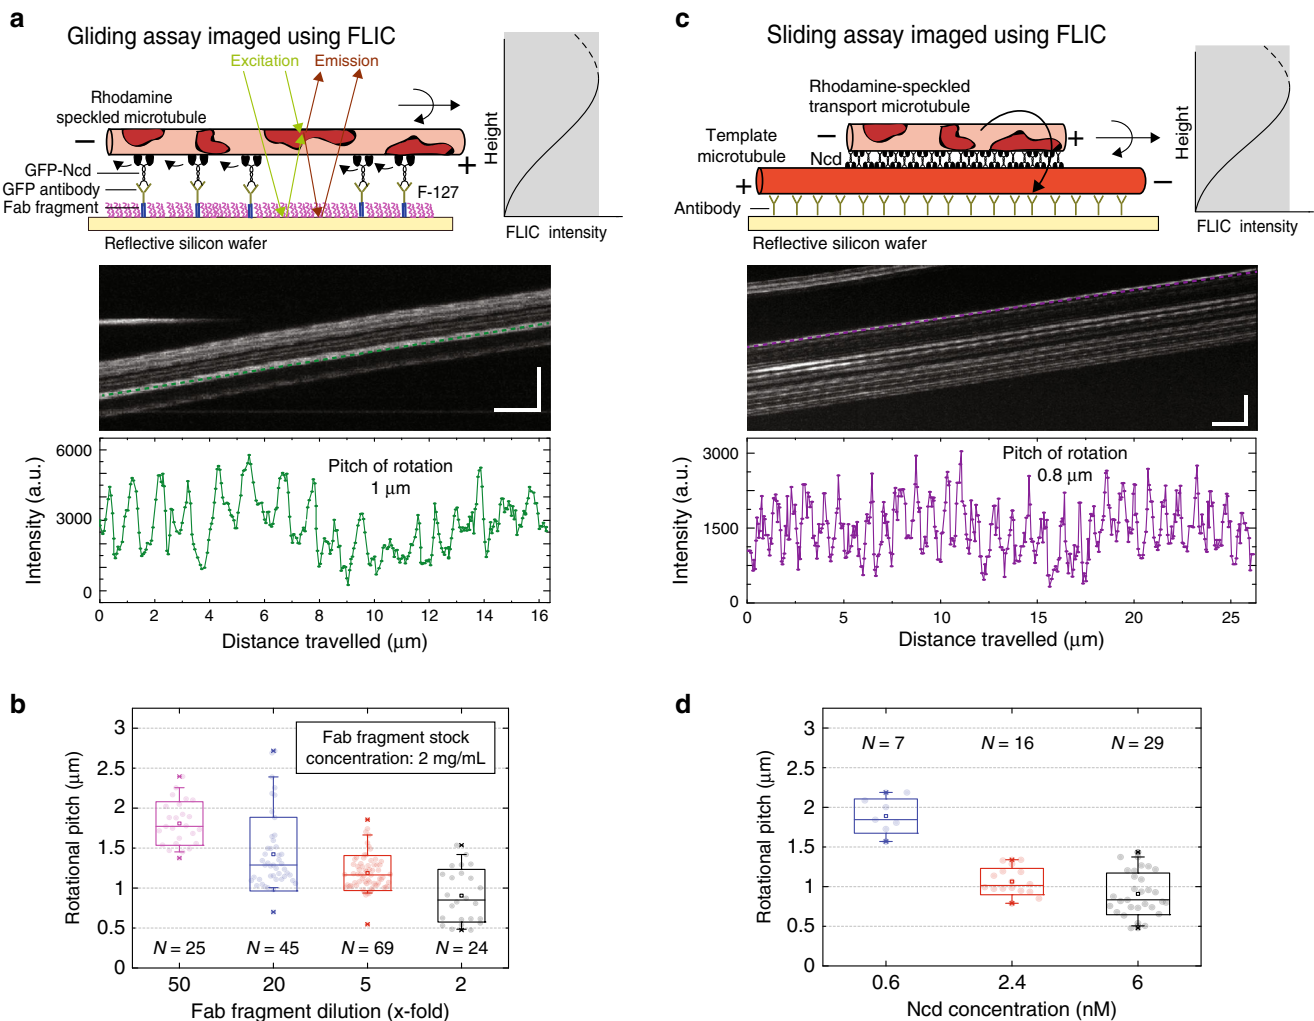 a
Gliding assay imaged using FLIC
Excitation
Emission
Rhodamine
speckled microtubule
−
+
GFP-Ncd
GFP antibody
Fab fragment
F-127
Reflective silicon wafer
Height
FLIC intensity
Intensity (a.u.)
6000
3000
0
Pitch of rotation
1 μm
0 2 4 6 8 10 12 14 16
Distance travelled (μm)
c
Sliding assay imaged using FLIC
Rhodamine-speckled
transport microtubule
Template
microtubule
−
+
Ncd
+
−
Antibody
Reflective silicon wafer
Height
FLIC intensity
Intensity (a.u.)
3000
1500
0
Pitch of rotation
0.8 μm
0 5 10 15 20 25
Distance travelled (μm)
b
Rotational pitch (μm)
3
2.5
2
1.5
1
0.5
0
Fab fragment stock
concentration: 2 mg/mL
N = 25 N = 45 N = 69 N = 24
50 20 5 2
Fab fragment dilution (x-fold)
d
Rotational pitch (μm)
3
2.5
2
1.5
1
0.5
0
N = 7 N = 16 N = 29
0.6 2.4 6
Ncd concentration (nM)